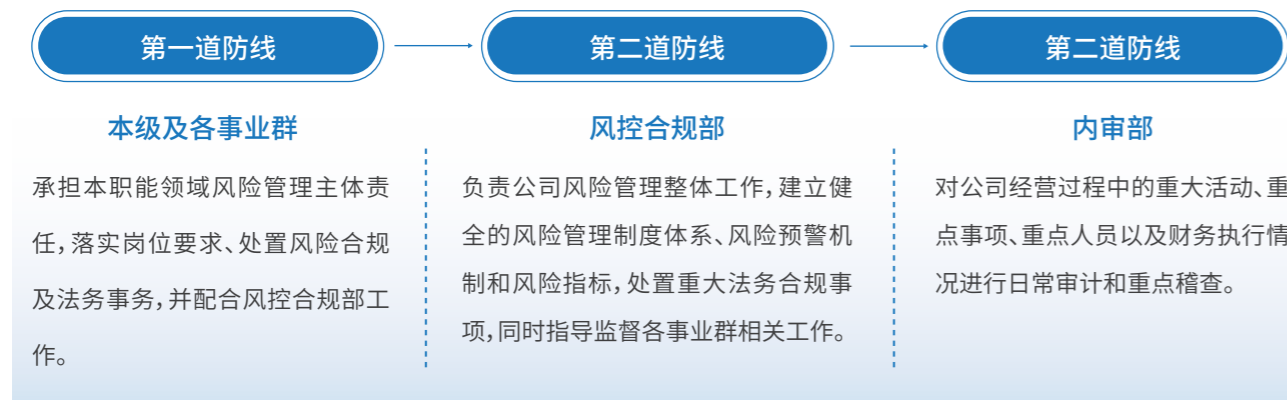 第一道防线
第二道防线
第二道防线
本级及各事业群
承担本职能领域风险管理主体责
任,落实岗位要求、处置风险合规
及法务事务,并配合风控合规部工
作。
风控合规部
负责公司风险管理整体工作,建立健
全的风险管理制度体系、风险预警机
制和风险指标,处置重大法务合规事
项,同时指导监督各事业群相关工作。
内审部
对公司经营过程中的重大活动、重
点事项、重点人员以及财务执行情
况进行日常审计和重点稽查。